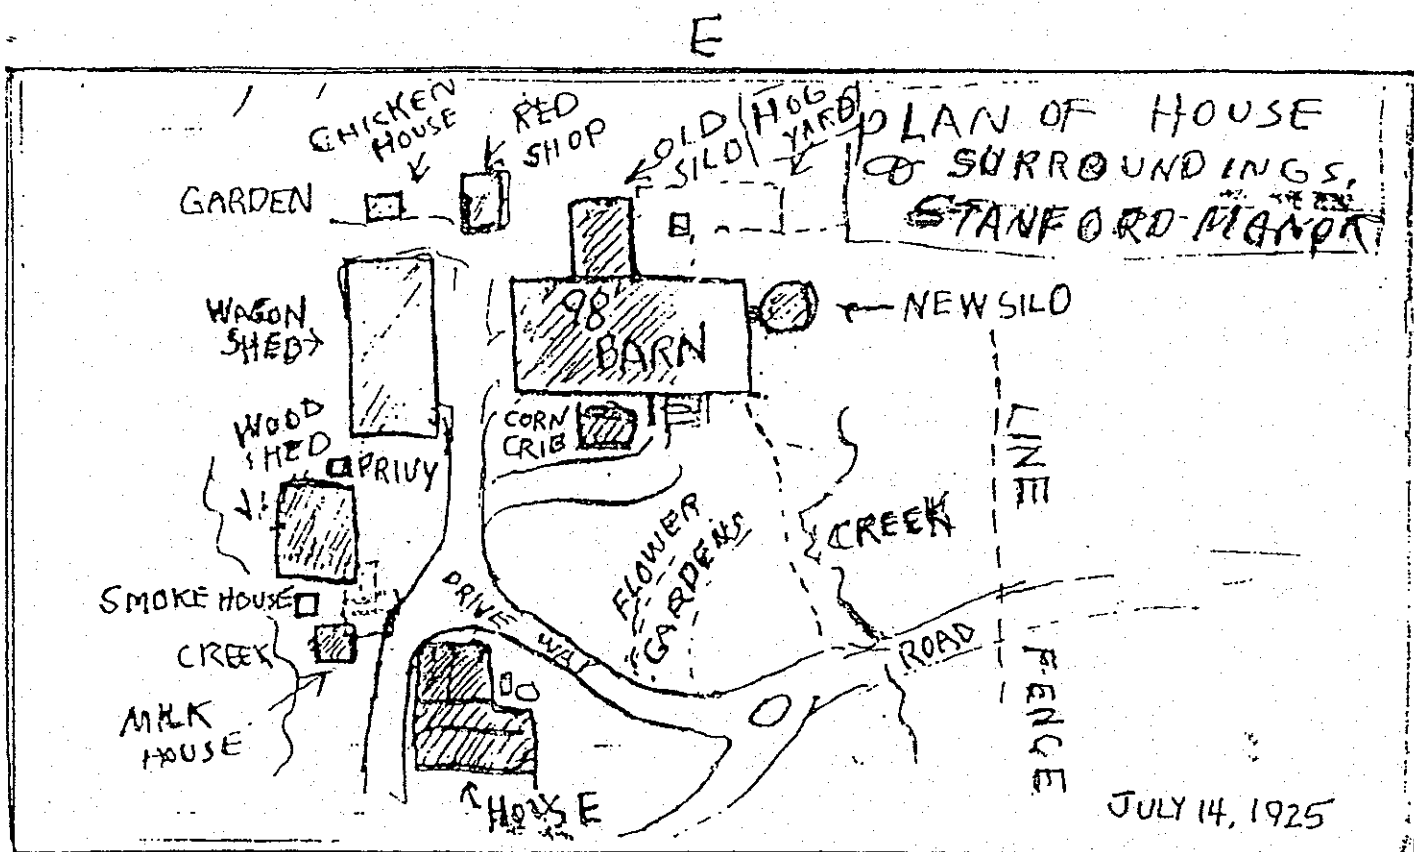 E
CHICKEN
HOUSE
RED
SHOP
OLD
SILO
HOG
YARD
PLAN OF HOUSE
& SURROUNDINGS,
STANFORD MANOR
GARDEN
WAGON
SHED
98'
BARN
NEW SILO
WOOD
SHED
PRIVY
CORN
CRIB
LINE FENCE
FLOWER
GARDENS
CREEK
SMOKE HOUSE
DRIVE WAY
ROAD
CREEK
MILK
HOUSE
HOUSE
JULY 14, 1925